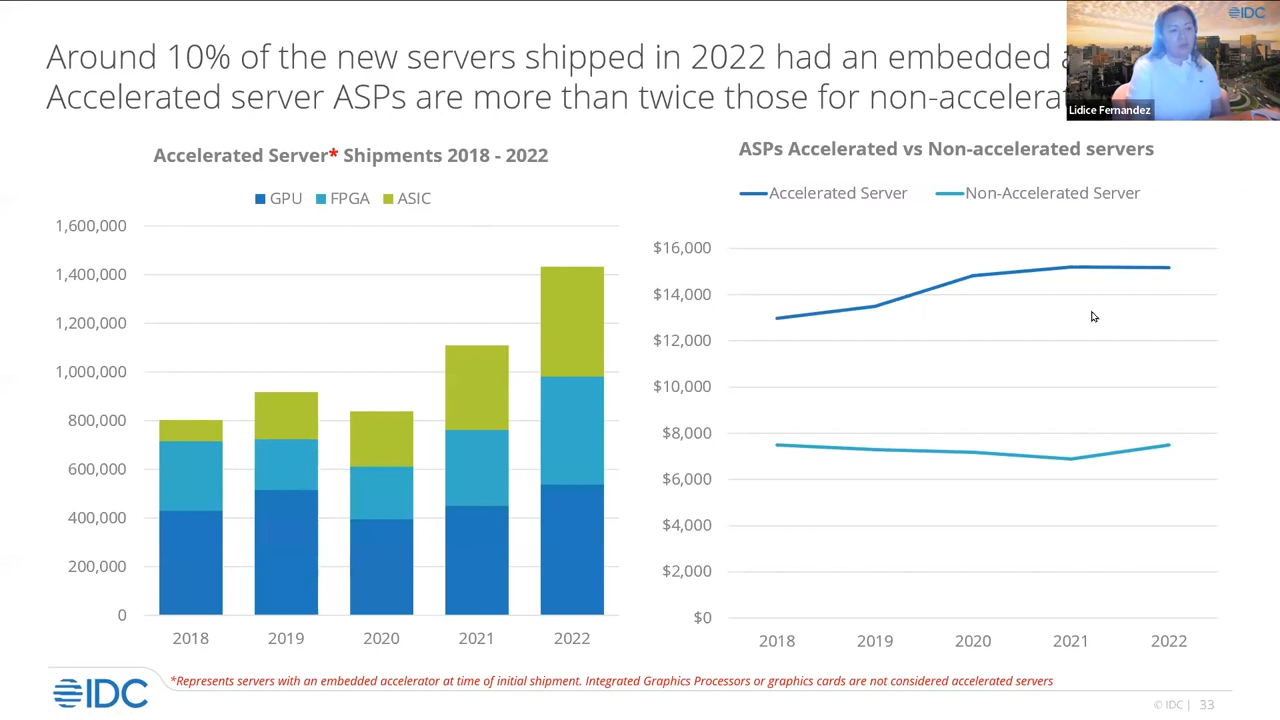 IDC
Around 10% of the new servers shipped in 2022 had an embedded
Accelerated server ASPs are more than twice those for
Lidice Fernandez
Accelerated Server* Shipments 2018 - 2022
GPU FPGA ASIC
1,600,000
1,400,000
1,200,000
1,000,000
800,000
600,000
400,000
200,000
0
2018 2019 2020 2021 2022
ASPs Accelerated vs Non-accelerated servers
Accelerated Server Non-Accelerated Server
$16,000
$14,000
$12,000
$10,000
$8,000
$6,000
$4,000
$2,000
$0
2018 2019 2020 2021 2022
*Represents servers with an embedded accelerator at time of initial shipment. Integrated Graphics Processors or graphics cards are not considered accelerated servers
IDC
© IDC | 33